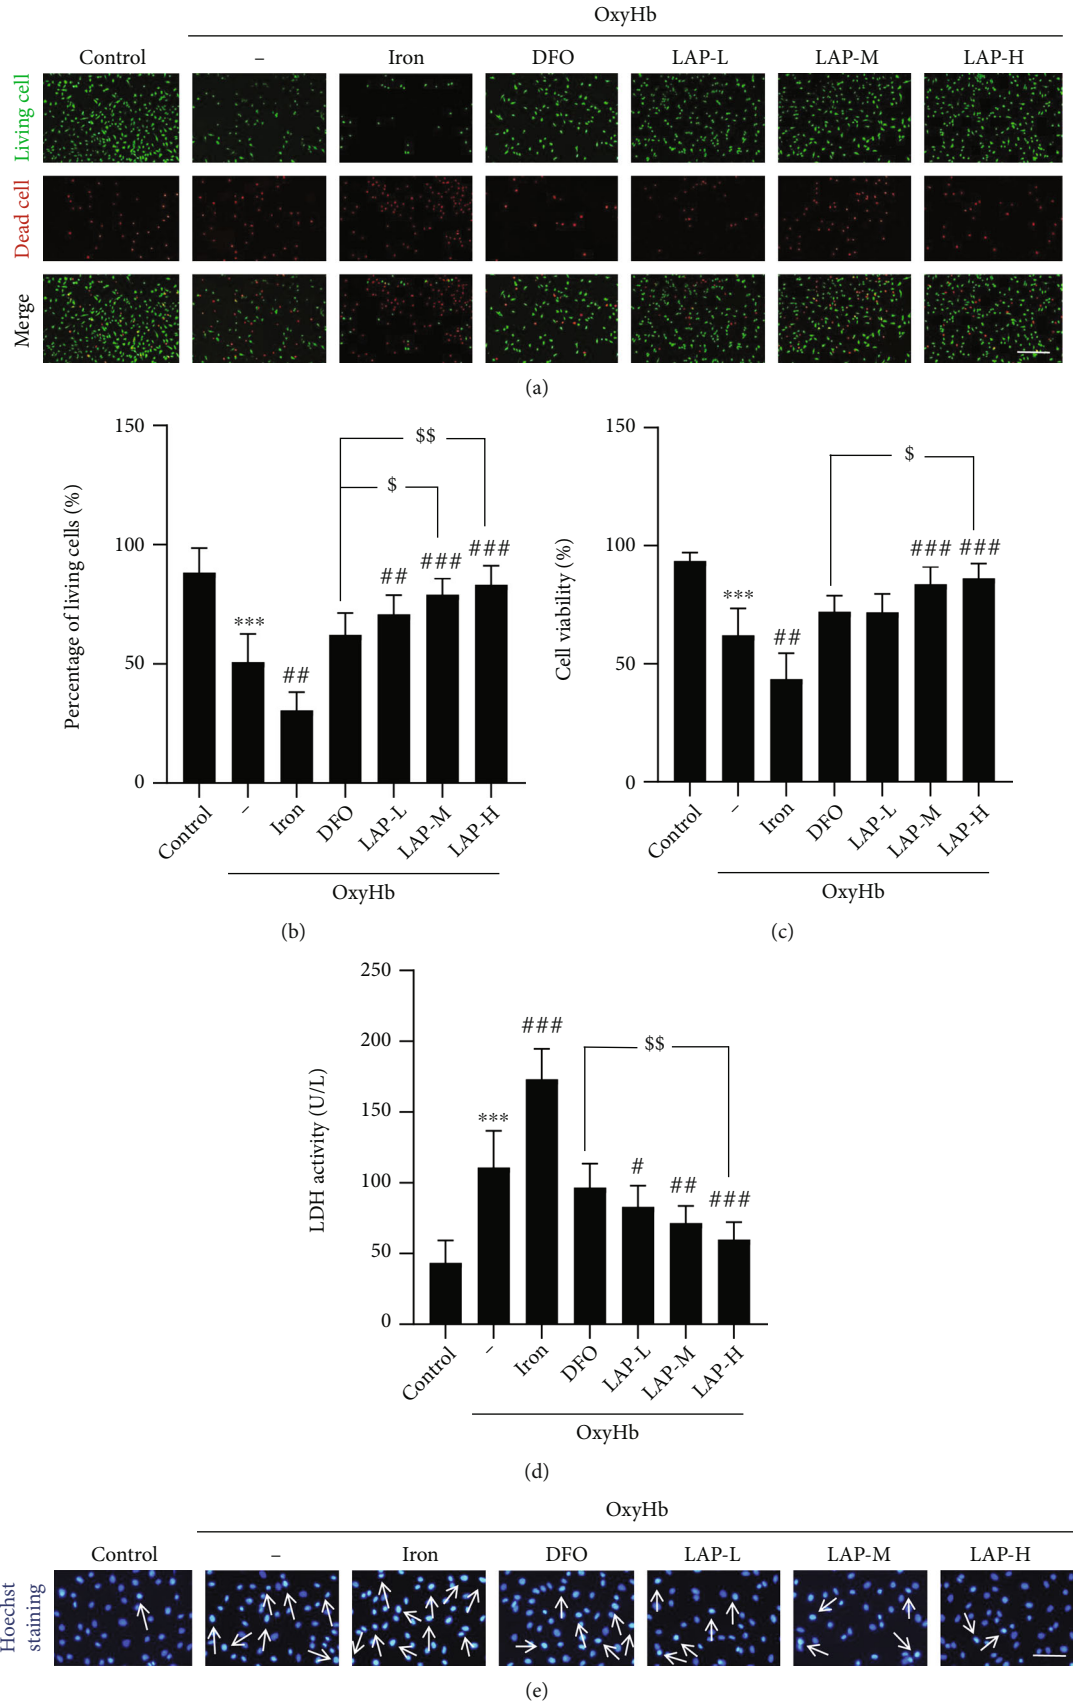 OxyHb
Control – Iron DFO LAP-L LAP-M LAP-H
Living cell
Dead cell
Merge
(a)
150
100
50
0
Percentage of living cells (%)
***
##
##
###
###
$
$$
Control – Iron DFO LAP-L LAP-M LAP-H
OxyHb
(b)
150
100
50
0
Cell viability (%)
***
##
###
###
$
Control – Iron DFO LAP-L LAP-M LAP-H
OxyHb
(c)
250
200
150
100
50
0
LDH activity (U/L)
***
###
#
##
###
$$
Control – Iron DFO LAP-L LAP-M LAP-H
OxyHb
(d)
OxyHb
Control – Iron DFO LAP-L LAP-M LAP-H
Hoechst
staining
(e)